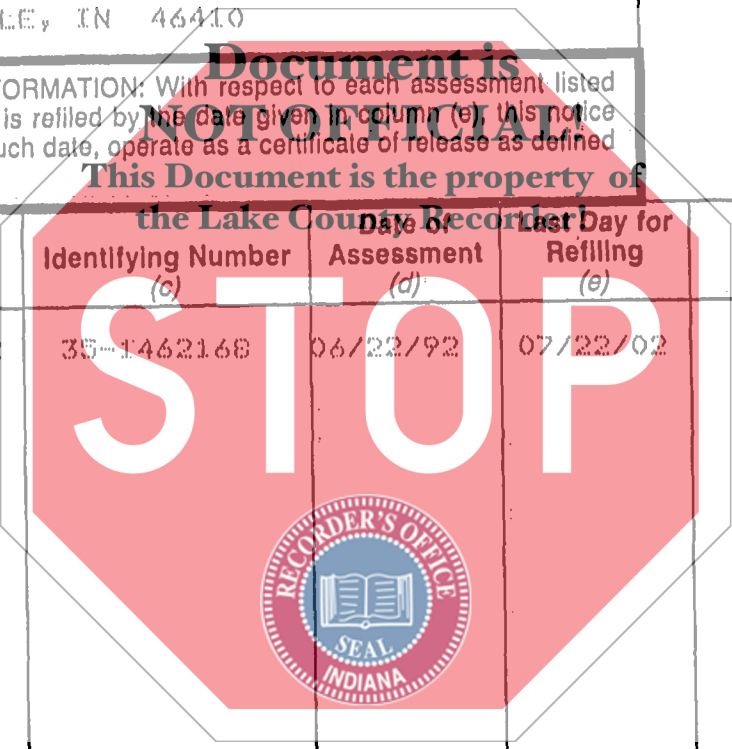 LE, IN 46410
Document is
ORMATION: With respect to each assessment listed
NOT OFFICIAL!
is refiled by the date given in column (e), this notice
uch date, operate as a certificate of release as defined
This Document is the property of
the Lake County Recorder!
Identifying Number
(c)
Date of
Assessment
(d)
Last Day for
Refiling
(e)
35-1462168 06/22/92 07/22/02
STOP
RECORDER'S OFFICE
SEAL
INDIANA